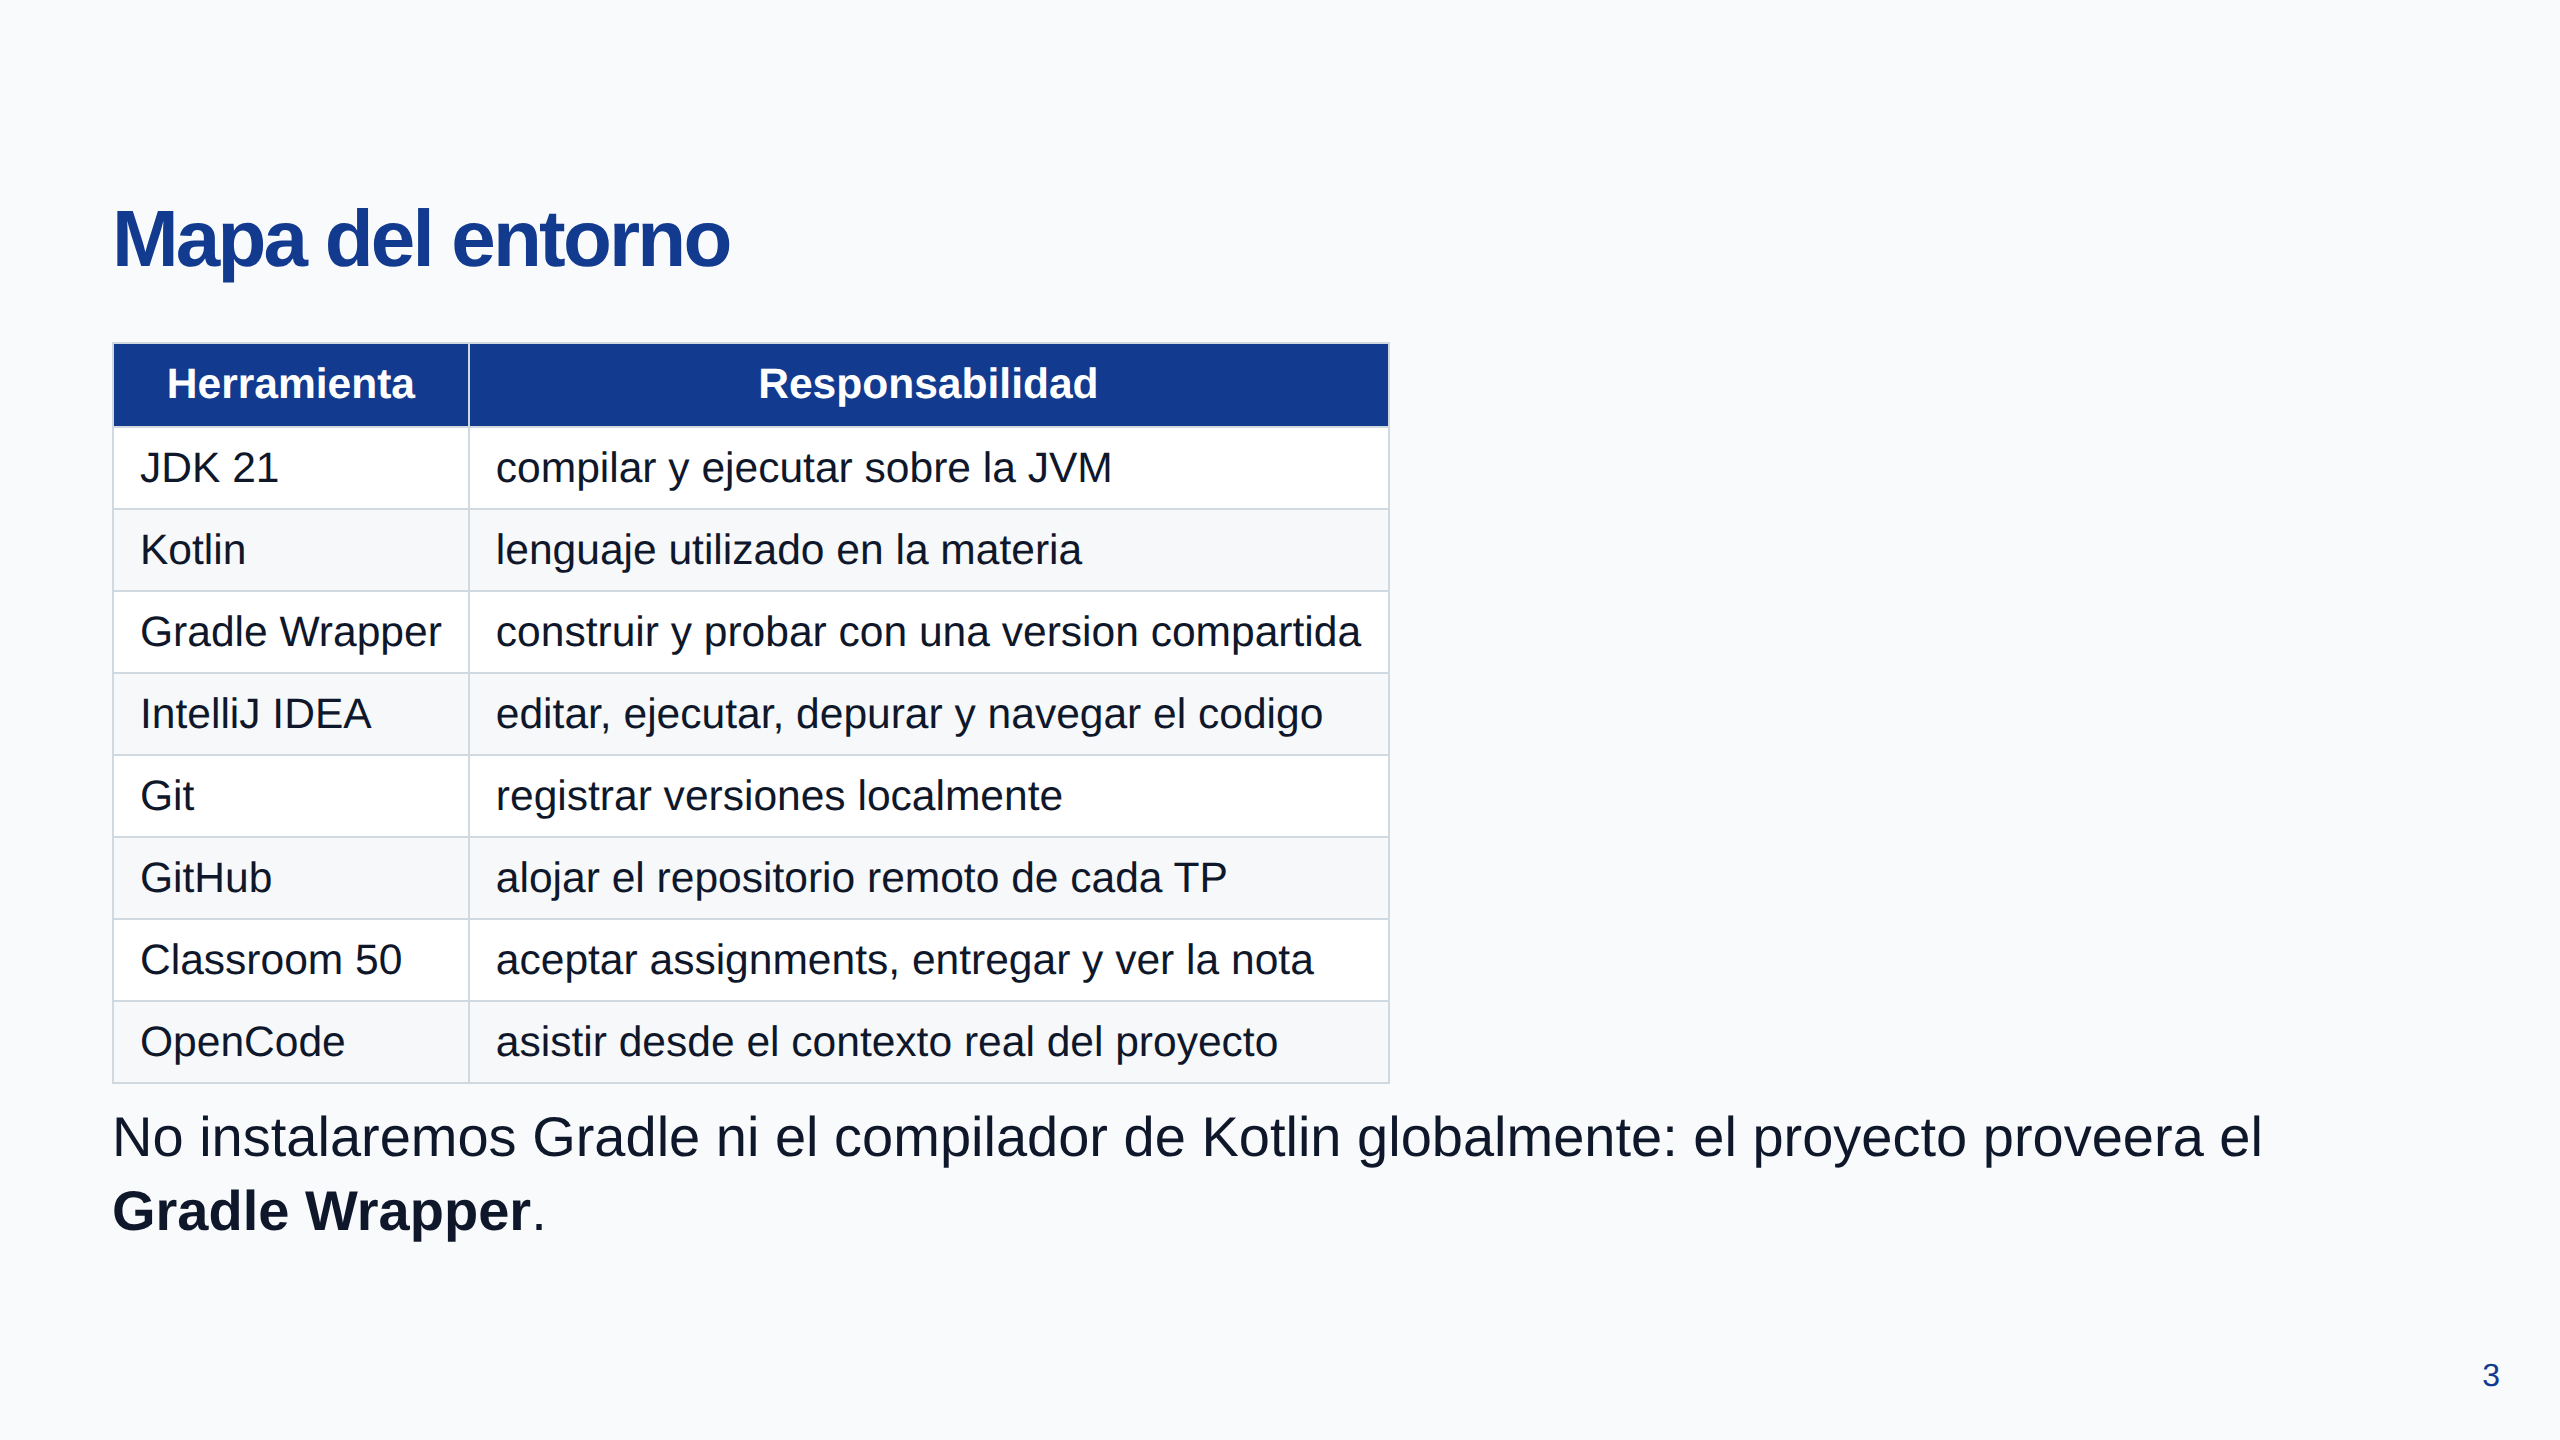 Mapa del entorno
Herramienta Responsabilidad
JDK 21 compilar y ejecutar sobre la JVM
Kotlin lenguaje utilizado en la materia
Gradle Wrapper construir y probar con una version compartida
IntelliJ IDEA editar, ejecutar, depurar y navegar el codigo
Git registrar versiones localmente
GitHub alojar el repositorio remoto de cada TP
Classroom 50 aceptar assignments, entregar y ver la nota
OpenCode asistir desde el contexto real del proyecto
No instalaremos Gradle ni el compilador de Kotlin globalmente: el proyecto proveera el
Gradle Wrapper.
3